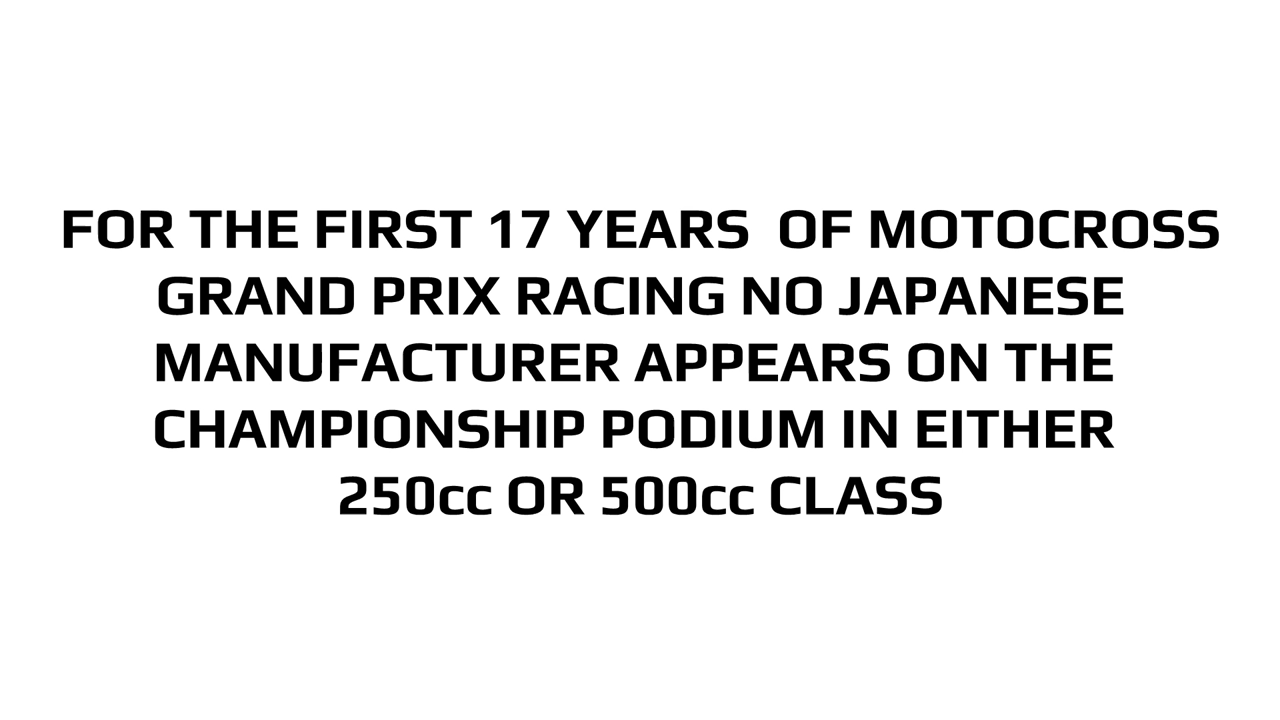 FOR THE FIRST 17 YEARS  OF MOTOCROSS
GRAND PRIX RACING NO JAPANESE
MANUFACTURER APPEARS ON THE
CHAMPIONSHIP PODIUM IN EITHER
250cc OR 500cc CLASS